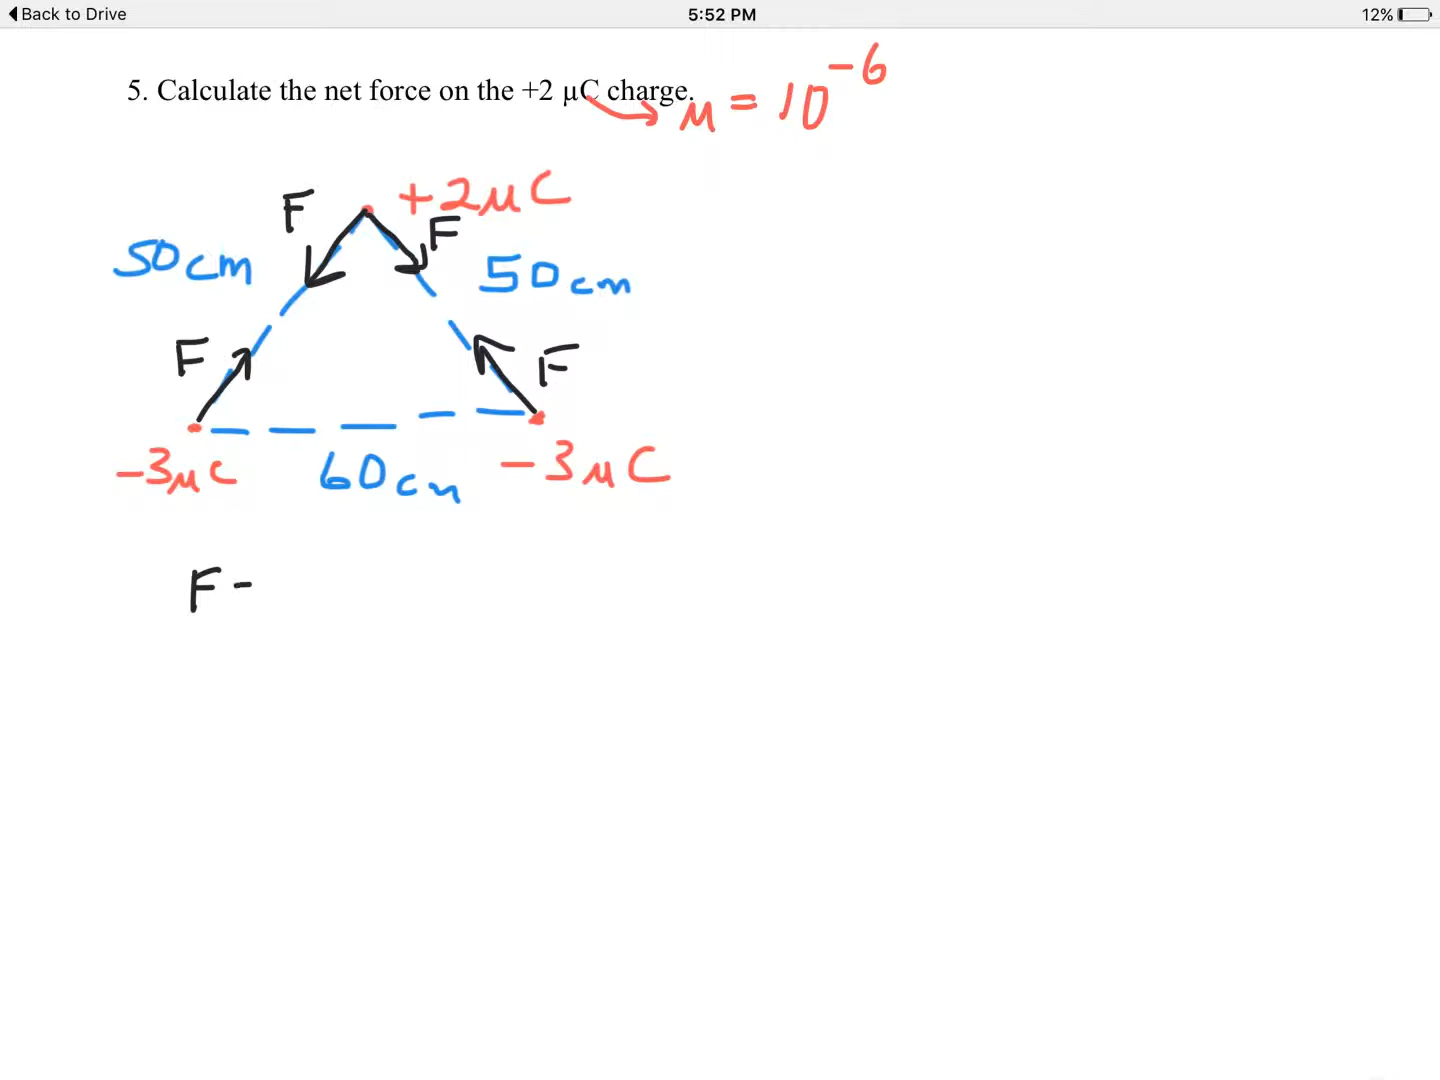 Back to Drive
5:52 PM
12%
5. Calculate the net force on the +2 µC charge.
µ = 10^-6
+2µC
F
F
50cm
50cm
F
F
-3µC
60cm
-3µC
F -